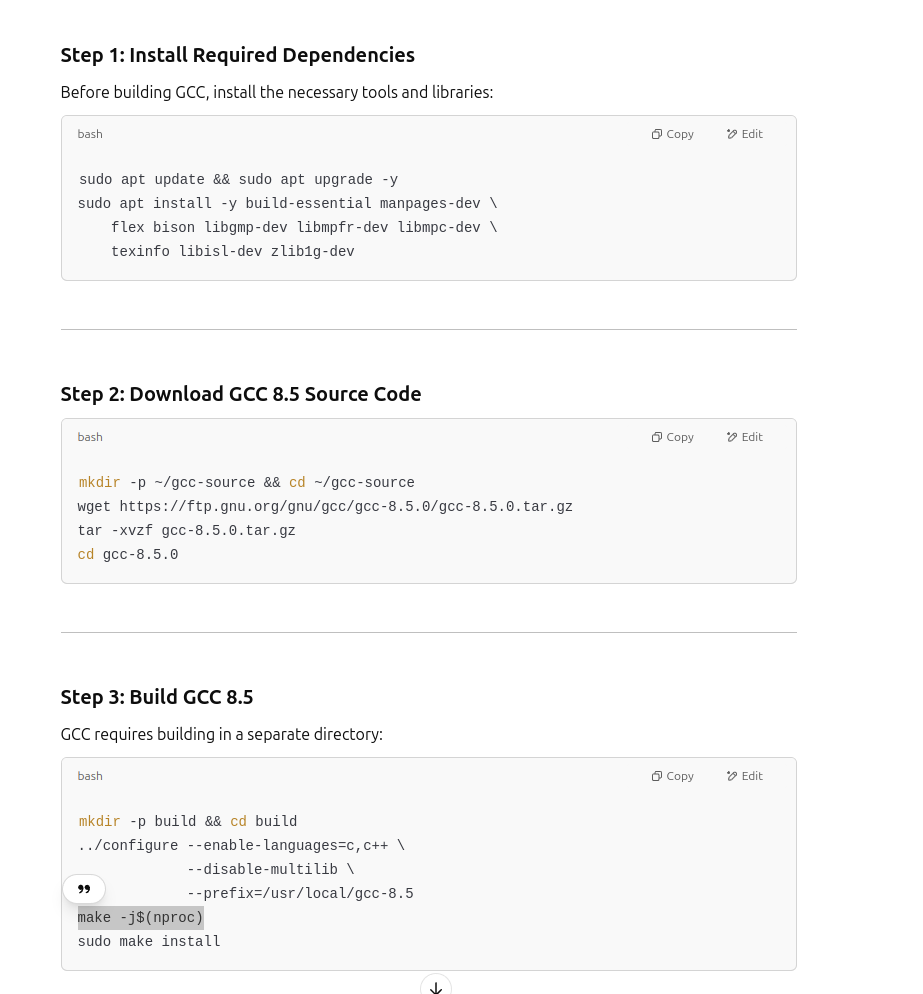 Step 1: Install Required Dependencies
Before building GCC, install the necessary tools and libraries:
bash
Copy
Edit
sudo apt update && sudo apt upgrade -y
sudo apt install -y build-essential manpages-dev \
    flex bison libgmp-dev libmpfr-dev libmpc-dev \
    texinfo libisl-dev zlib1g-dev
Step 2: Download GCC 8.5 Source Code
bash
Copy
Edit
mkdir -p ~/gcc-source && cd ~/gcc-source
wget https://ftp.gnu.org/gnu/gcc/gcc-8.5.0/gcc-8.5.0.tar.gz
tar -xvzf gcc-8.5.0.tar.gz
cd gcc-8.5.0
Step 3: Build GCC 8.5
GCC requires building in a separate directory:
bash
Copy
Edit
mkdir -p build && cd build
../configure --enable-languages=c,c++ \
             --disable-multilib \
             --prefix=/usr/local/gcc-8.5
make -j$(nproc)
sudo make install